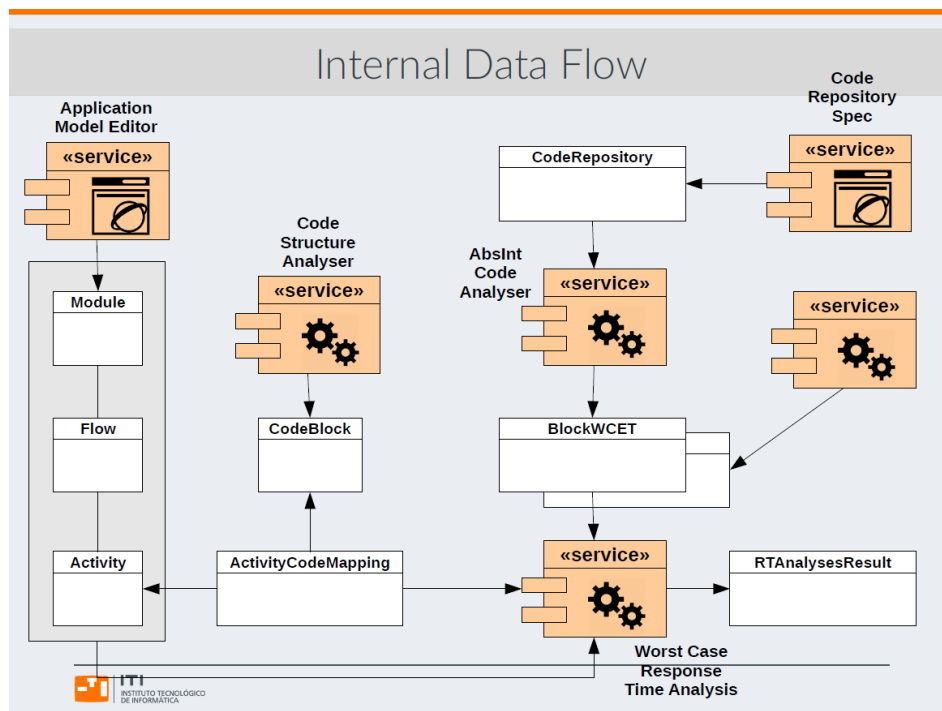 Internal Data Flow
Code
Repository
Spec
Application
Model Editor
«service»
«service»
CodeRepository
Code
Structure
Analyser
AbsInt
Code
Analyser
«service»
«service»
«service»
Module
Flow
CodeBlock
BlockWCET
Activity
ActivityCodeMapping
«service»
RTAnalysesResult
Worst Case
Response
Time Analysis
ITI
INSTITUTO TECNOLÓGICO
DE INFORMÁTICA